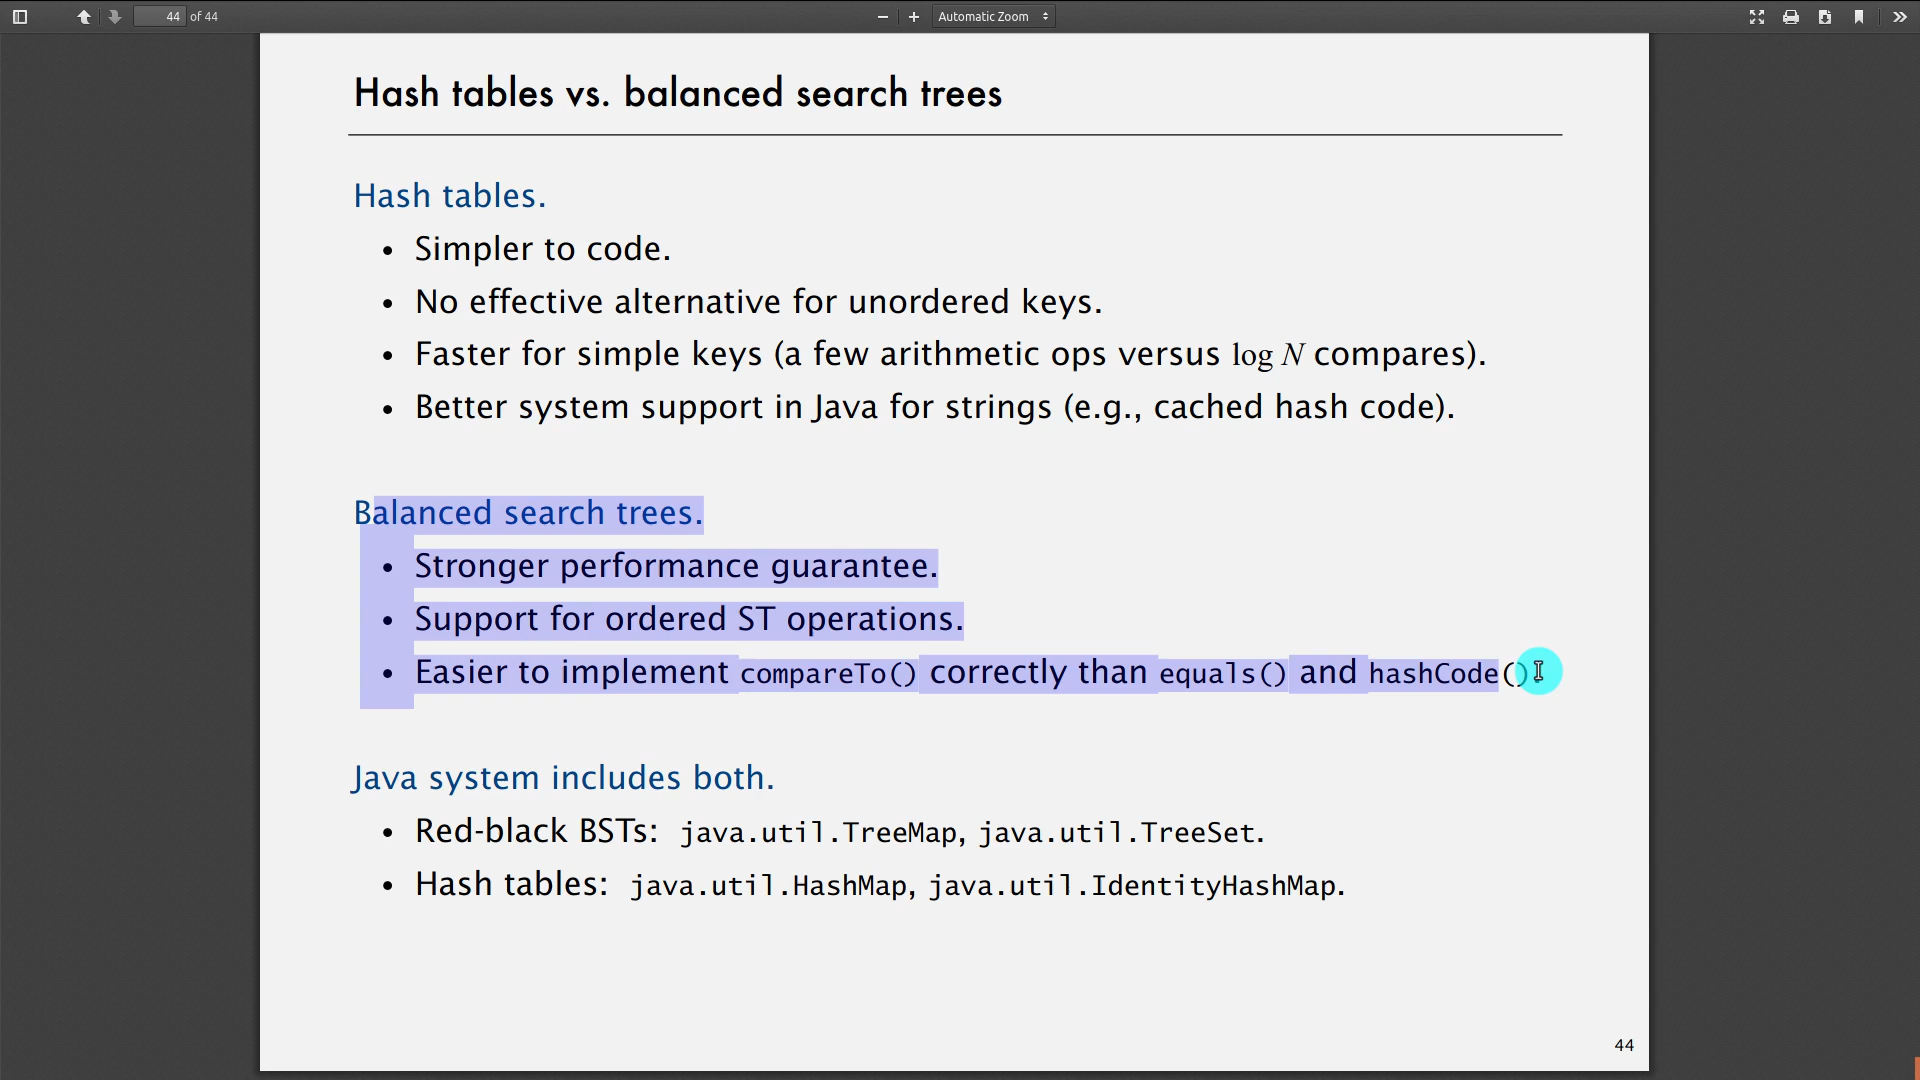 44 of 44 Automatic Zoom
Hash tables vs. balanced search trees
Hash tables.
• Simpler to code.
• No effective alternative for unordered keys.
• Faster for simple keys (a few arithmetic ops versus log N compares).
• Better system support in Java for strings (e.g., cached hash code).
Balanced search trees.
• Stronger performance guarantee.
• Support for ordered ST operations.
• Easier to implement compareTo() correctly than equals() and hashCode()
Java system includes both.
• Red-black BSTs: java.util.TreeMap, java.util.TreeSet.
• Hash tables: java.util.HashMap, java.util.IdentityHashMap.
44